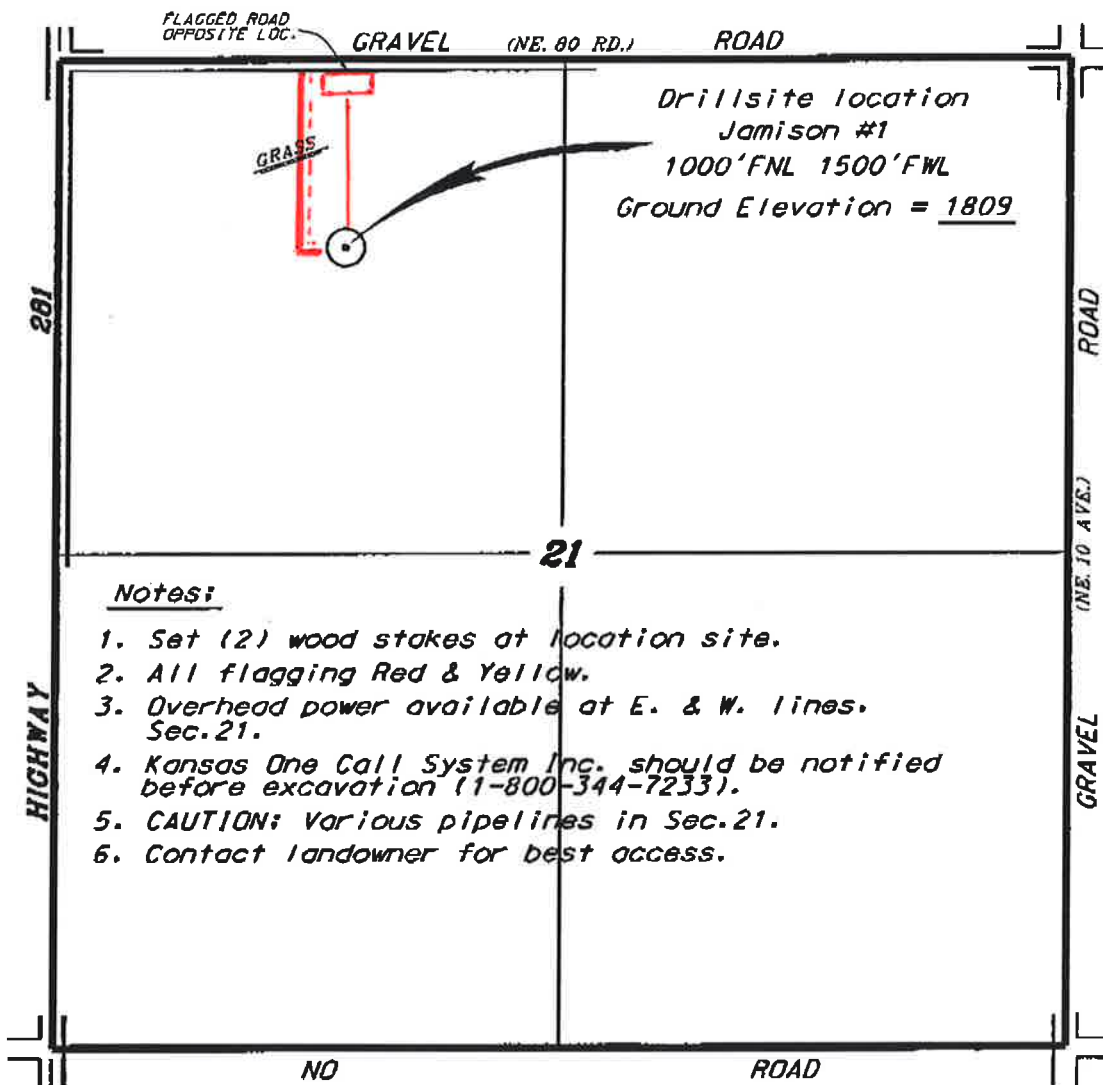 FLAGGED ROAD
OPPOSITE LOC.
GRAVEL (NE. 80 RD.) ROAD
Drillsite location
Jamison #1
1000'FNL 1500'FWL
Ground Elevation = 1809
GRASS
281
HIGHWAY
ROAD
(NE. 10 AVE.)
GRAVEL
21
Notes:
1. Set (2) wood stakes at location site.
2. All flagging Red & Yellow.
3. Overhead power available at E. & W. lines.
Sec.21.
4. Kansas One Call System Inc. should be notified
before excavation (1-800-344-7233).
5. CAUTION: Various pipelines in Sec.21.
6. Contact landowner for best access.
NO ROAD